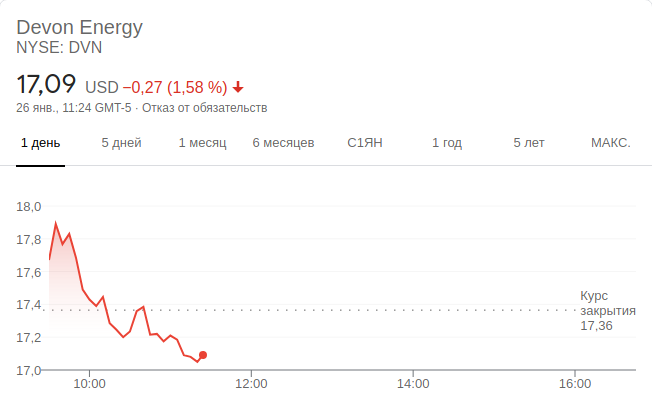 Devon Energy
NYSE: DVN
17,09 USD −0,27 (1,58 %)
26 янв., 11:24 GMT-5 · Отказ от обязательств
1 день 5 дней 1 месяц 6 месяцев С1ЯН 1 год 5 лет МАКС.
18,0
17,8
17,6
17,4
17,2
17,0
Курс
закрытия
17,36
10:00 12:00 14:00 16:00